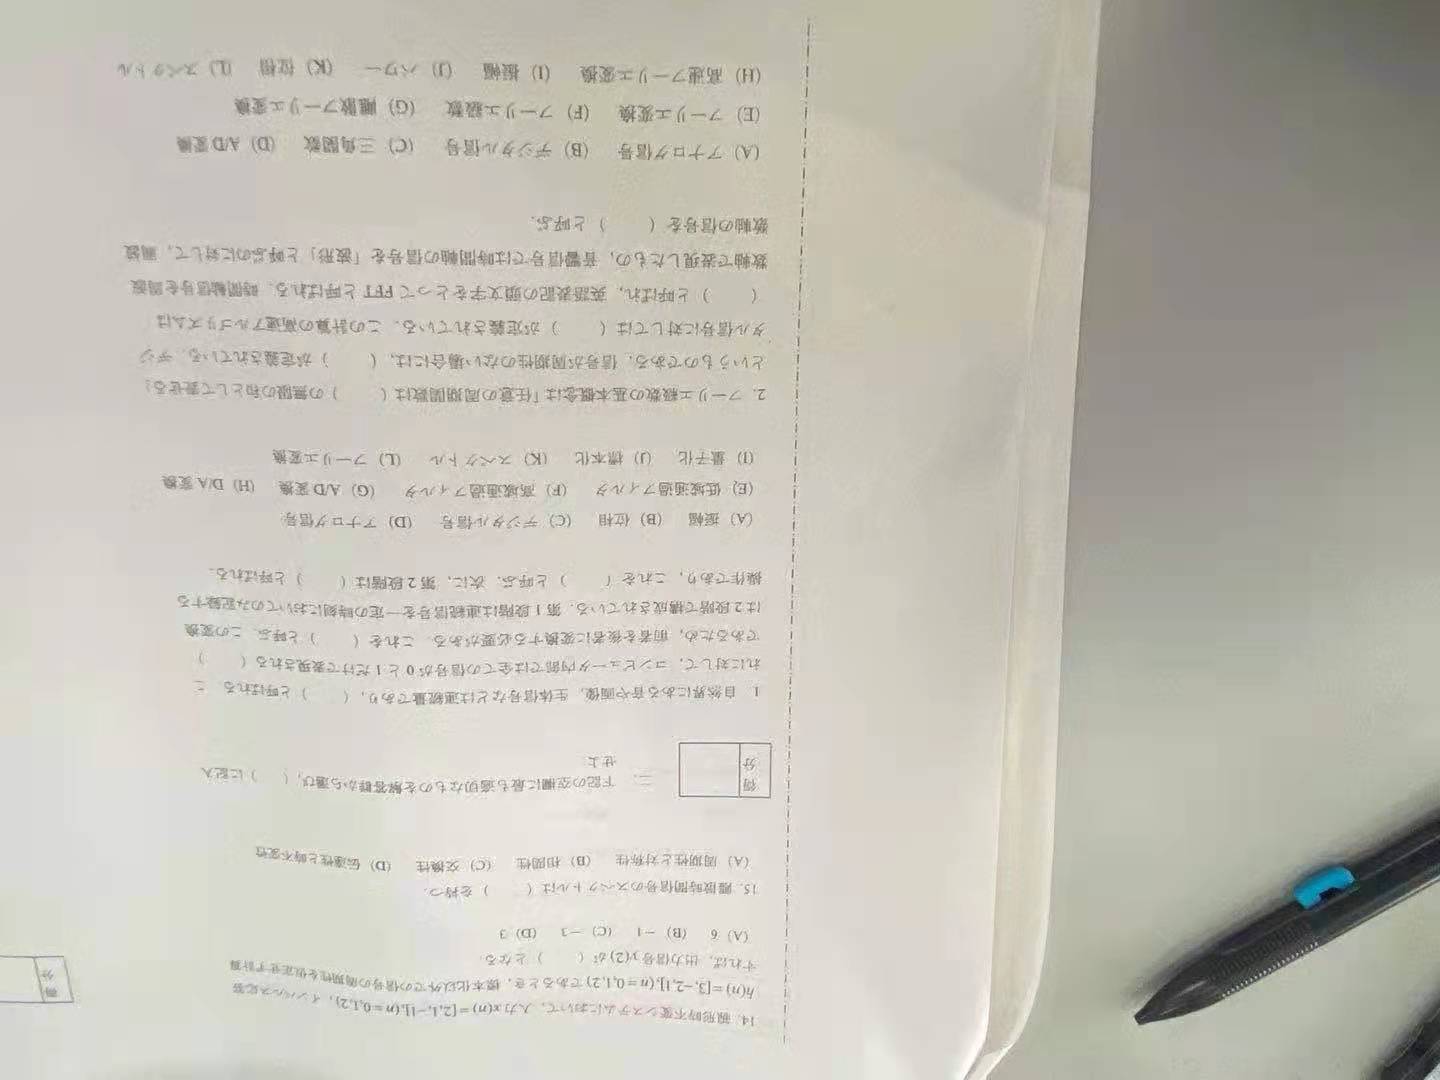 14. 線形時不変システムにおいて，入力 x(n)=[2,1,−1],(n=0,1,2)，インパルス応答
h(n)=[3,−2,1],(n=0,1,2) であるとき，標本化以外での信号の周期性を仮定せず計算
すれば，出力信号 y(2) が（　　）となる．
（A）6　（B）−1　（C）−3　（D）3
15. 離散時間信号のスペクトルは（　　）を持つ．
（A）周期性と対称性　（B）相関性　（C）交換性　（D）伝達性と時不変性
得
分
得
分
二．下記の空欄に最も適切なものを解答群から選び，（　　）に記入
せよ．
1. 自然界にある音や画像，生体信号などは連続量であり，（　　）と呼ばれる．こ
れに対して，コンピュータ内部では全ての信号が 0 と 1 だけで表現される（　　）
であるため，前者を後者に変換する必要がある．これを（　　）と呼ぶ．この変換
は 2 段階で構成されている．第 1 段階は連続信号を一定の時刻においてのみ記録する
操作であり，これを（　　）と呼ぶ．次に，第 2 段階は（　　）と呼ばれる．
（A）振幅　（B）位相　（C）デジタル信号　（D）アナログ信号
（E）低域通過フィルタ　（F）高域通過フィルタ　（G）A/D 変換　（H）D/A 変換
（I）量子化　（J）標本化　（K）スペクトル　（L）フーリエ変換
2. フーリエ級数の基本概念は「任意の周期関数は（　　）の無限の和として表せる」
というものである．信号が周期性のない場合には，（　　）が定義されている．デジ
タル信号に対しては（　　）が定義されている．この計算の高速アルゴリズムは
（　　）と呼ばれ，英語表記の頭文字をとって FFT と呼ばれる．時間軸信号を周波
数軸で表現したもの，音響信号では時間軸の信号を「波形」と呼ぶのに対して，周波
数軸の信号を（　　）と呼ぶ．
（A）アナログ信号　（B）デジタル信号　（C）三角関数　（D）A/D 変換
（E）フーリエ変換　（F）フーリエ級数　（G）離散フーリエ変換
（H）高速フーリエ変換　（I）振幅　（J）パワー　（K）位相　（L）スペクトル